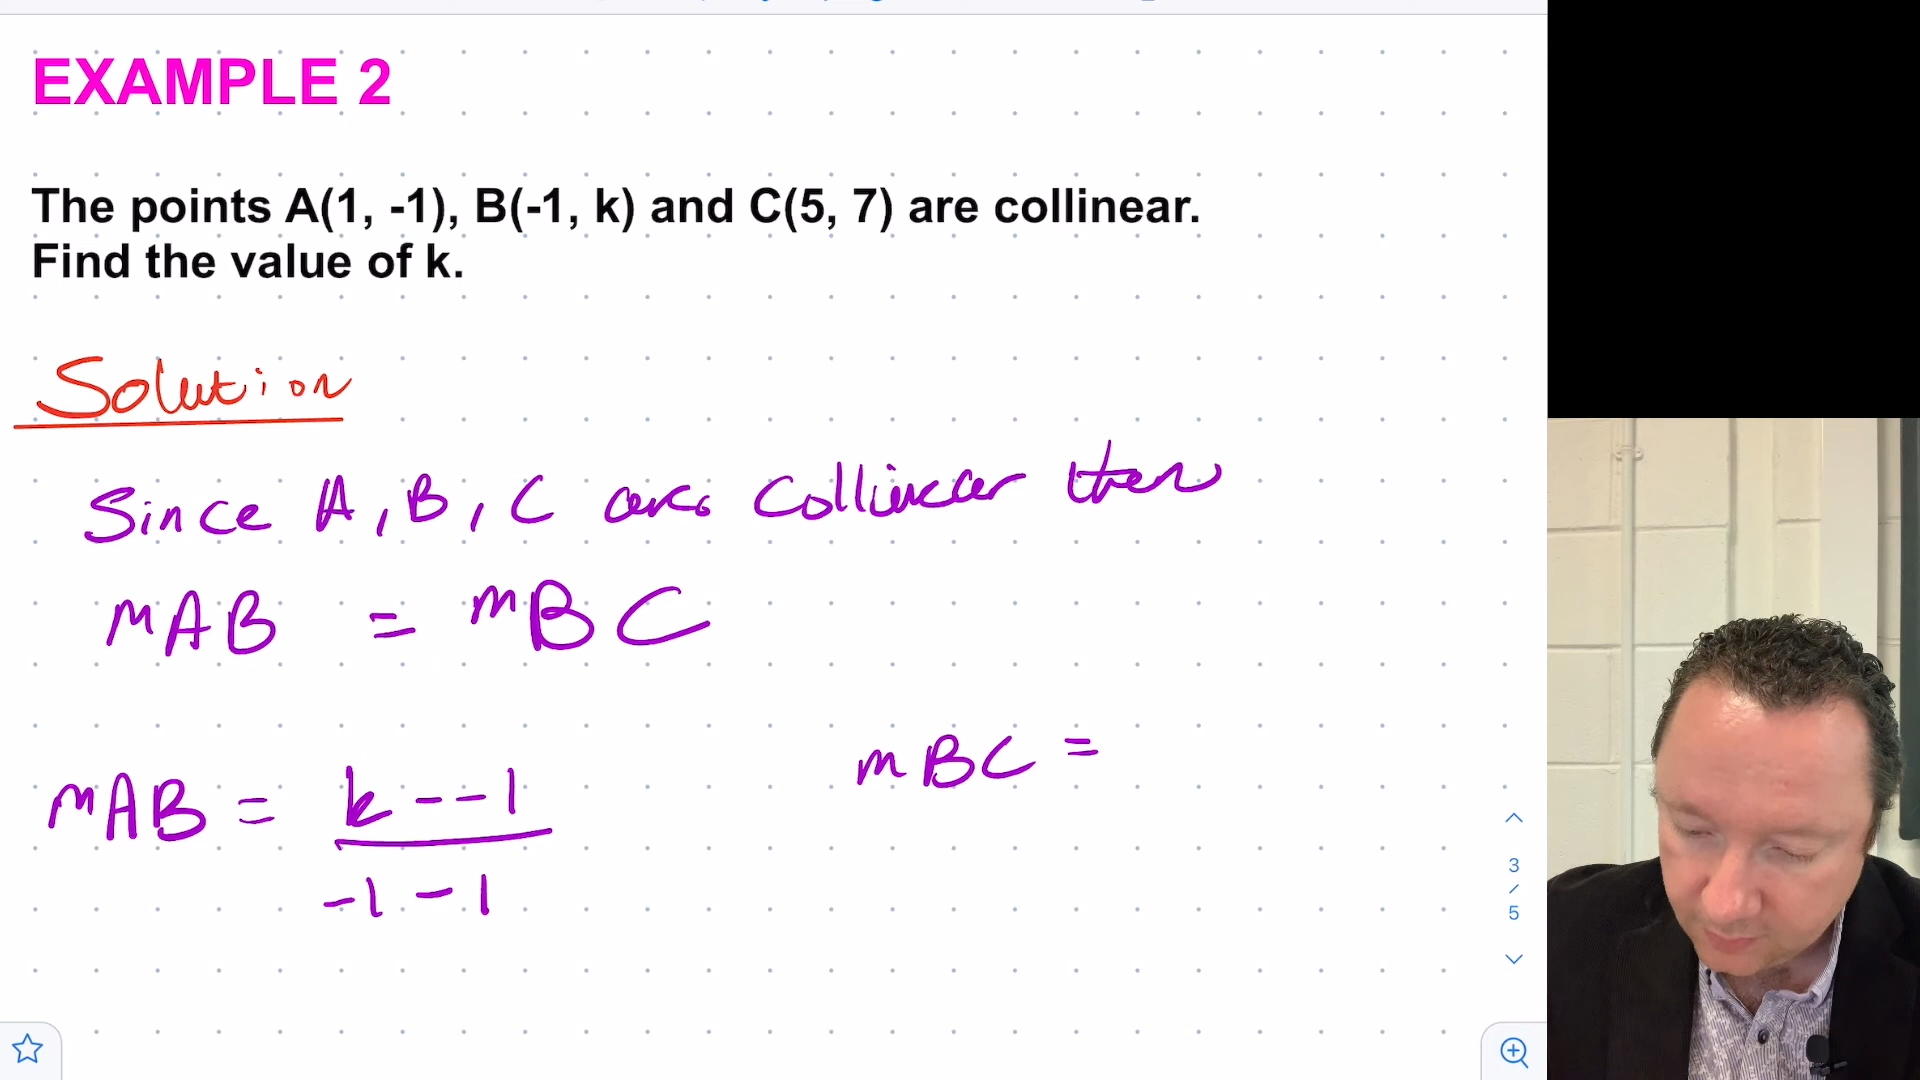 EXAMPLE 2
The points A(1, -1), B(-1, k) and C(5, 7) are collinear.
Find the value of k.
Solution
Since A, B, C are collinear then
mAB = mBC
mAB = k - -1
-1 - 1
mBC =
3
/
5